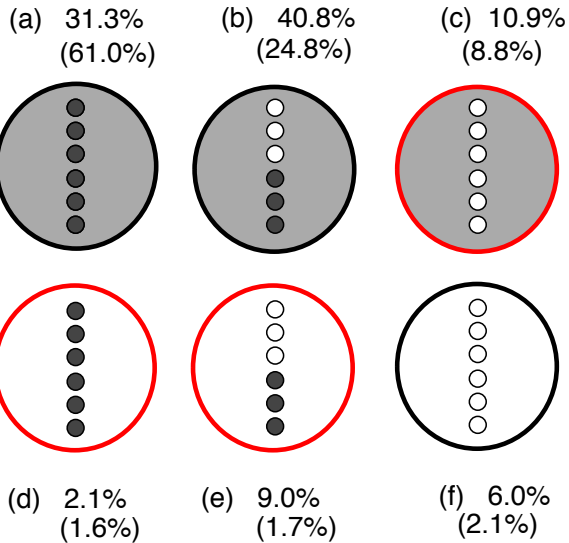 (a) 31.3%
(61.0%)
(b) 40.8%
(24.8%)
(c) 10.9%
(8.8%)
(d) 2.1%
(1.6%)
(e) 9.0%
(1.7%)
(f) 6.0%
(2.1%)